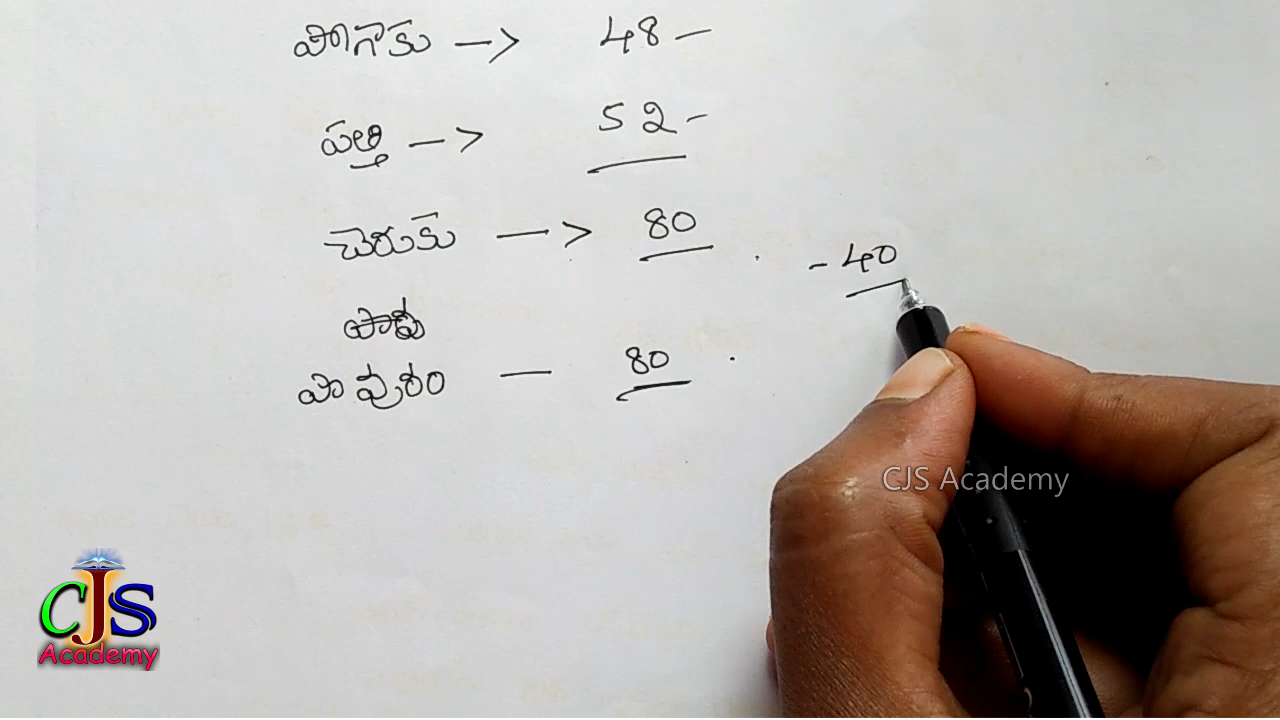 పొగాకు —> 48 –
పత్తి —> 52 –
చెరుకు —> 80
- 40
పావురం — 80
CJS Academy
CJS
Academy